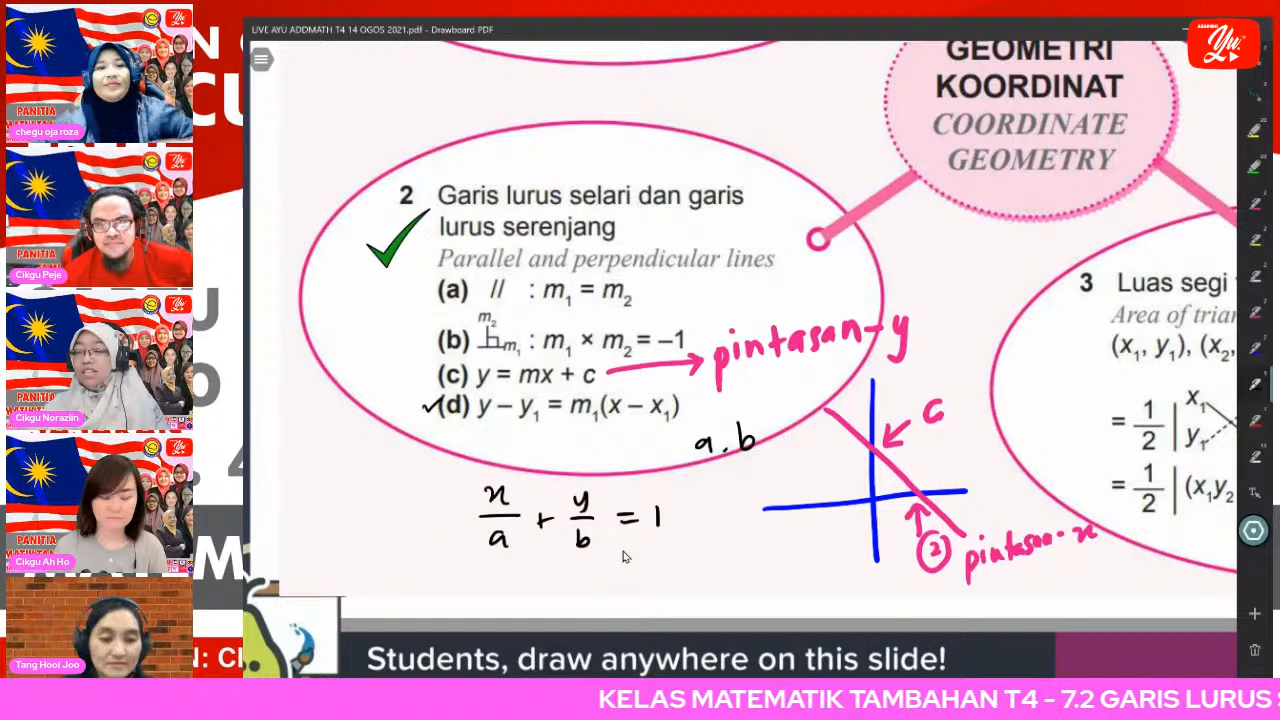 LIVE AYU ADDMATH T4 14 OGOS 2021.pdf - Drawboard PDF
AKADEMI
Yu
GEOMETRI
KOORDINAT
COORDINATE
GEOMETRY
2 Garis lurus selari dan garis
lurus serenjang
Parallel and perpendicular lines
(a) // : m₁ = m₂
m₂
(b) m₁ : m₁ × m₂ = −1
(c) y = mx + c → pintasan-y
(d) y − y₁ = m₁(x − x₁)
a, b
x/a + y/b = 1
c
2
pintasan-x
3 Luas segi
Area of trian
(x₁, y₁), (x₂,
= 1/2 | x₁
y₁
= 1/2 | (x₁y₂
chegu oja roza
Cikgu Peje
Cikgu Norazlin
Cikgu Ah Ho
Tang Hooi Joo
PANITIA
Students, draw anywhere on this slide!
KELAS MATEMATIK TAMBAHAN T4 - 7.2 GARIS LURUS S